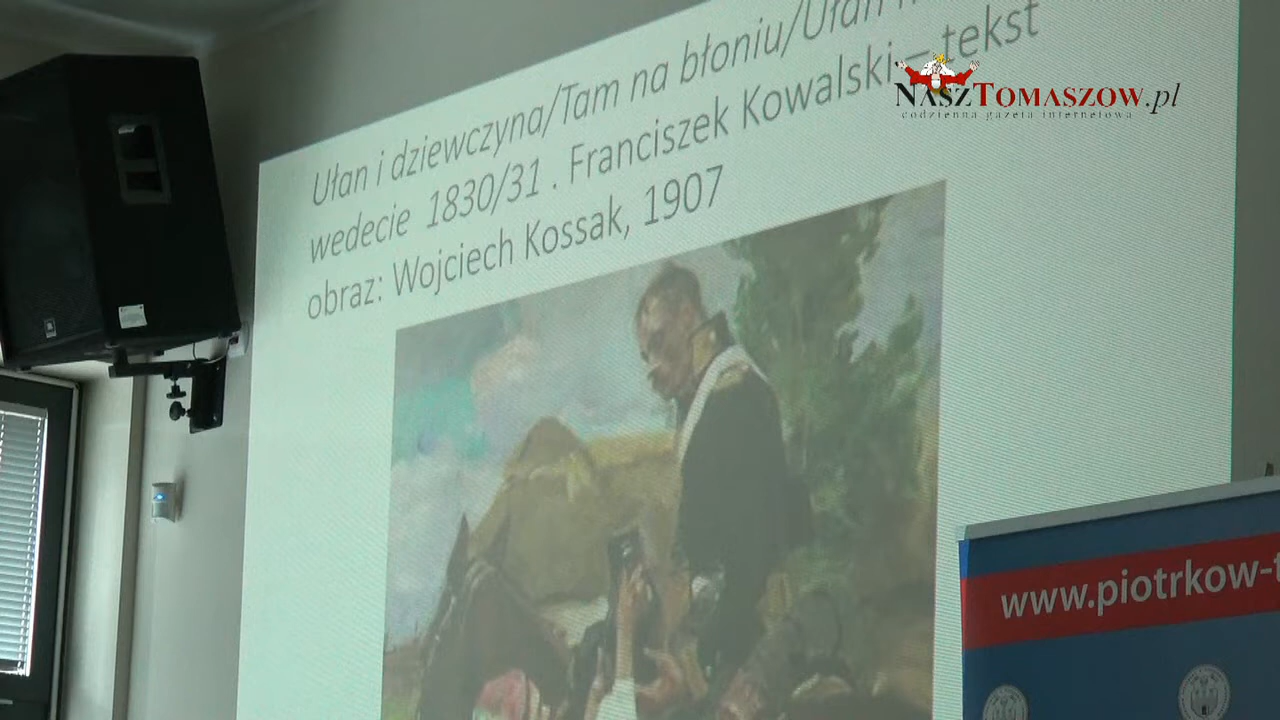 Ułan i dziewczyna/Tam na błoniu/Ułan
wedecie 1830/31 . Franciszek Kowalski – tekst
obraz: Wojciech Kossak, 1907
NASZTOMASZOW.pl
codzienna gazeta internetowa
www.piotrkow-t